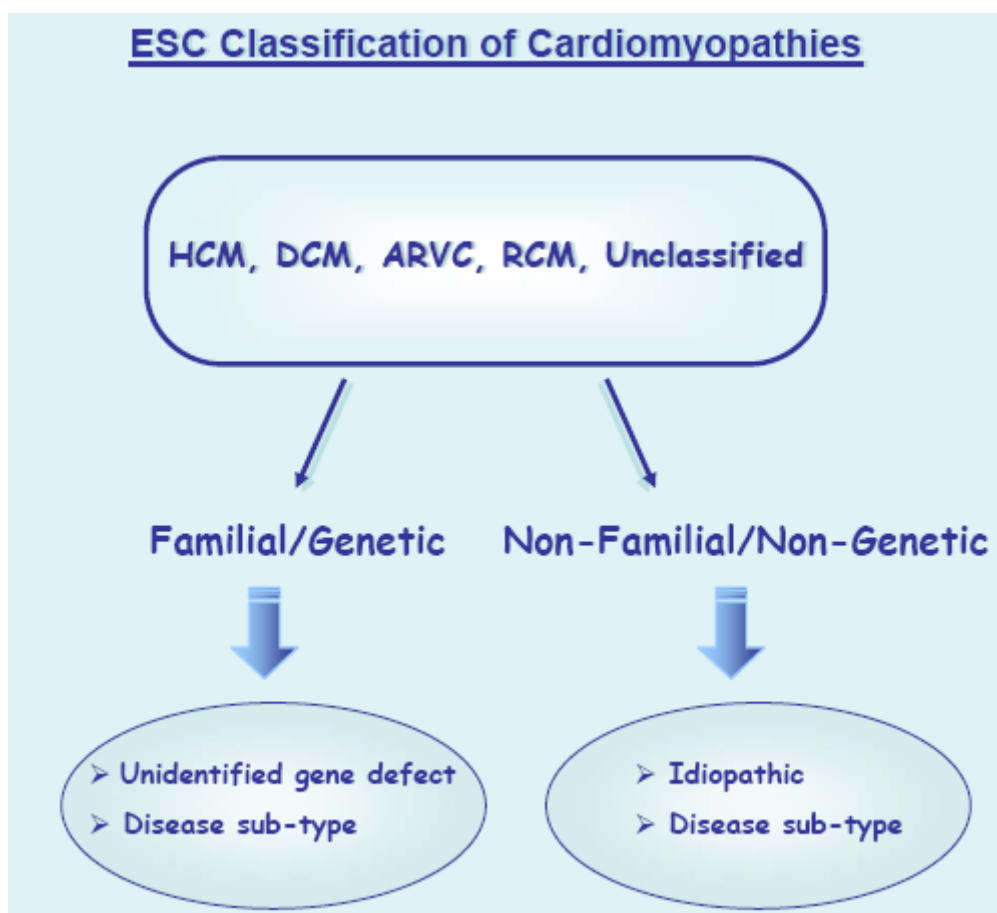 ESC Classification of Cardiomyopathies
HCM, DCM, ARVC, RCM, Unclassified
Familial/Genetic
Non-Familial/Non-Genetic
➢ Unidentified gene defect
➢ Disease sub-type
➢ Idiopathic
➢ Disease sub-type